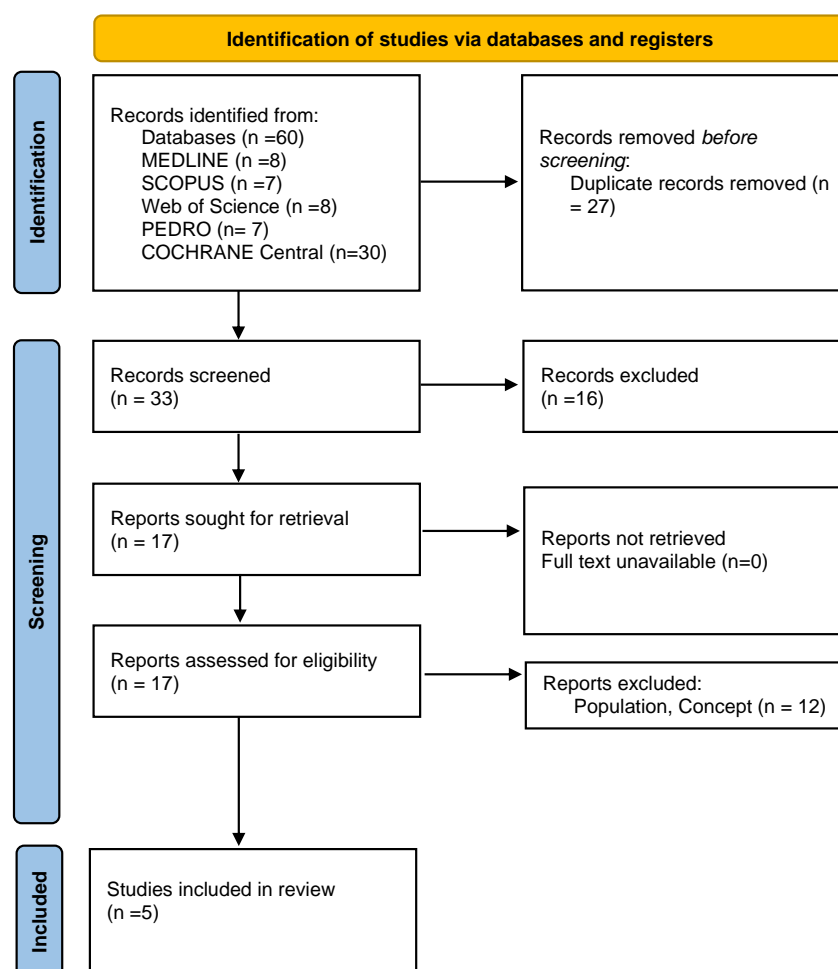 Identification of studies via databases and registers
Identification
Records identified from:
Databases (n =60)
MEDLINE (n =8)
SCOPUS (n =7)
Web of Science (n =8)
PEDRO (n= 7)
COCHRANE Central (n=30)
Records removed before
screening:
Duplicate records removed (n
= 27)
Screening
Records screened
(n = 33)
Records excluded
(n =16)
Reports sought for retrieval
(n = 17)
Reports not retrieved
Full text unavailable (n=0)
Reports assessed for eligibility
(n = 17)
Reports excluded:
Population, Concept (n = 12)
Included
Studies included in review
(n =5)